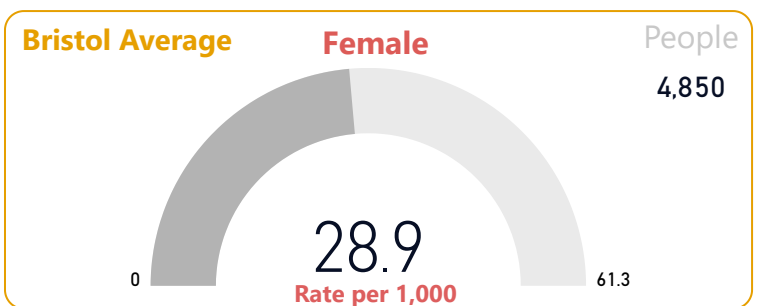 Bristol Average
Female
People
4,850
28.9
0
61.3
Rate per 1,000